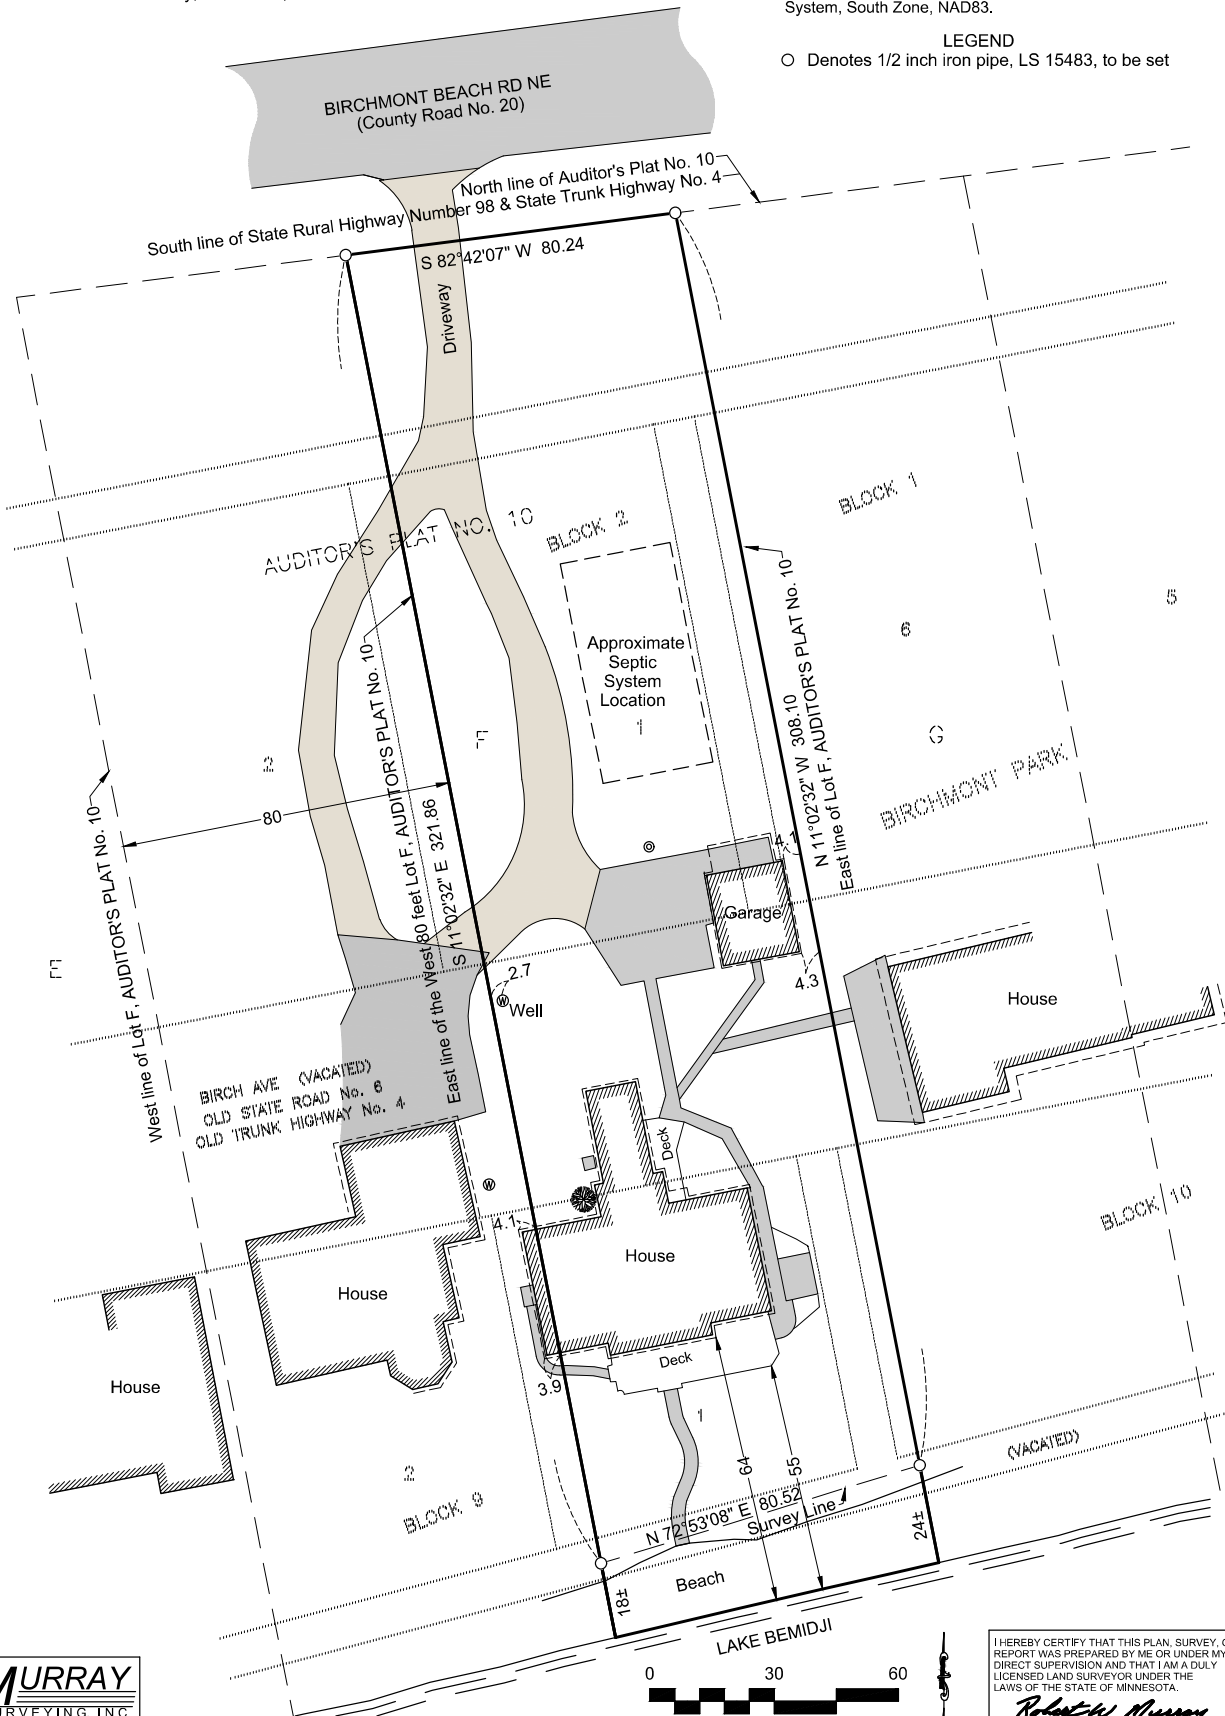 System, South Zone, NAD83.
LEGEND
Denotes 1/2 inch iron pipe, LS 15483, to be set
BIRCHMONT BEACH RD NE
(County Road No. 20)
North line of Auditor's Plat No. 10
South line of State Rural Highway Number 98 & State Trunk Highway No. 4
S 82°42'07" W 80.24
Driveway
AUDITOR'S PLAT NO. 10
BLOCK 2
BLOCK 1
5
6
G
BIRCHMONT PARK
Approximate
Septic
System
Location
1
F
2
80
West line of Lot F, AUDITOR'S PLAT No. 10
East line of the West 80 feet Lot F, AUDITOR'S PLAT No. 10
S 11°02'32" E 321.86
N 11°02'32" W 308.10
East line of Lot F, AUDITOR'S PLAT No. 10
4.1
Garage
4.3
E
2.7
W
Well
House
BIRCH AVE (VACATED)
OLD STATE ROAD No. 6
OLD TRUNK HIGHWAY No. 4
Deck
W
4.1
House
House
House
BLOCK 10
Deck
3.9
1
2
BLOCK 9
64
55
(VACATED)
N 72°53'08" E 80.52
Survey Line
24±
18±
Beach
LAKE BEMIDJI
0 30 60
MURRAY
SURVEYING INC
I HEREBY CERTIFY THAT THIS PLAN, SURVEY, O
REPORT WAS PREPARED BY ME OR UNDER MY
DIRECT SUPERVISION AND THAT I AM A DULY
LICENSED LAND SURVEYOR UNDER THE
LAWS OF THE STATE OF MINNESOTA.
Robert W. Murray